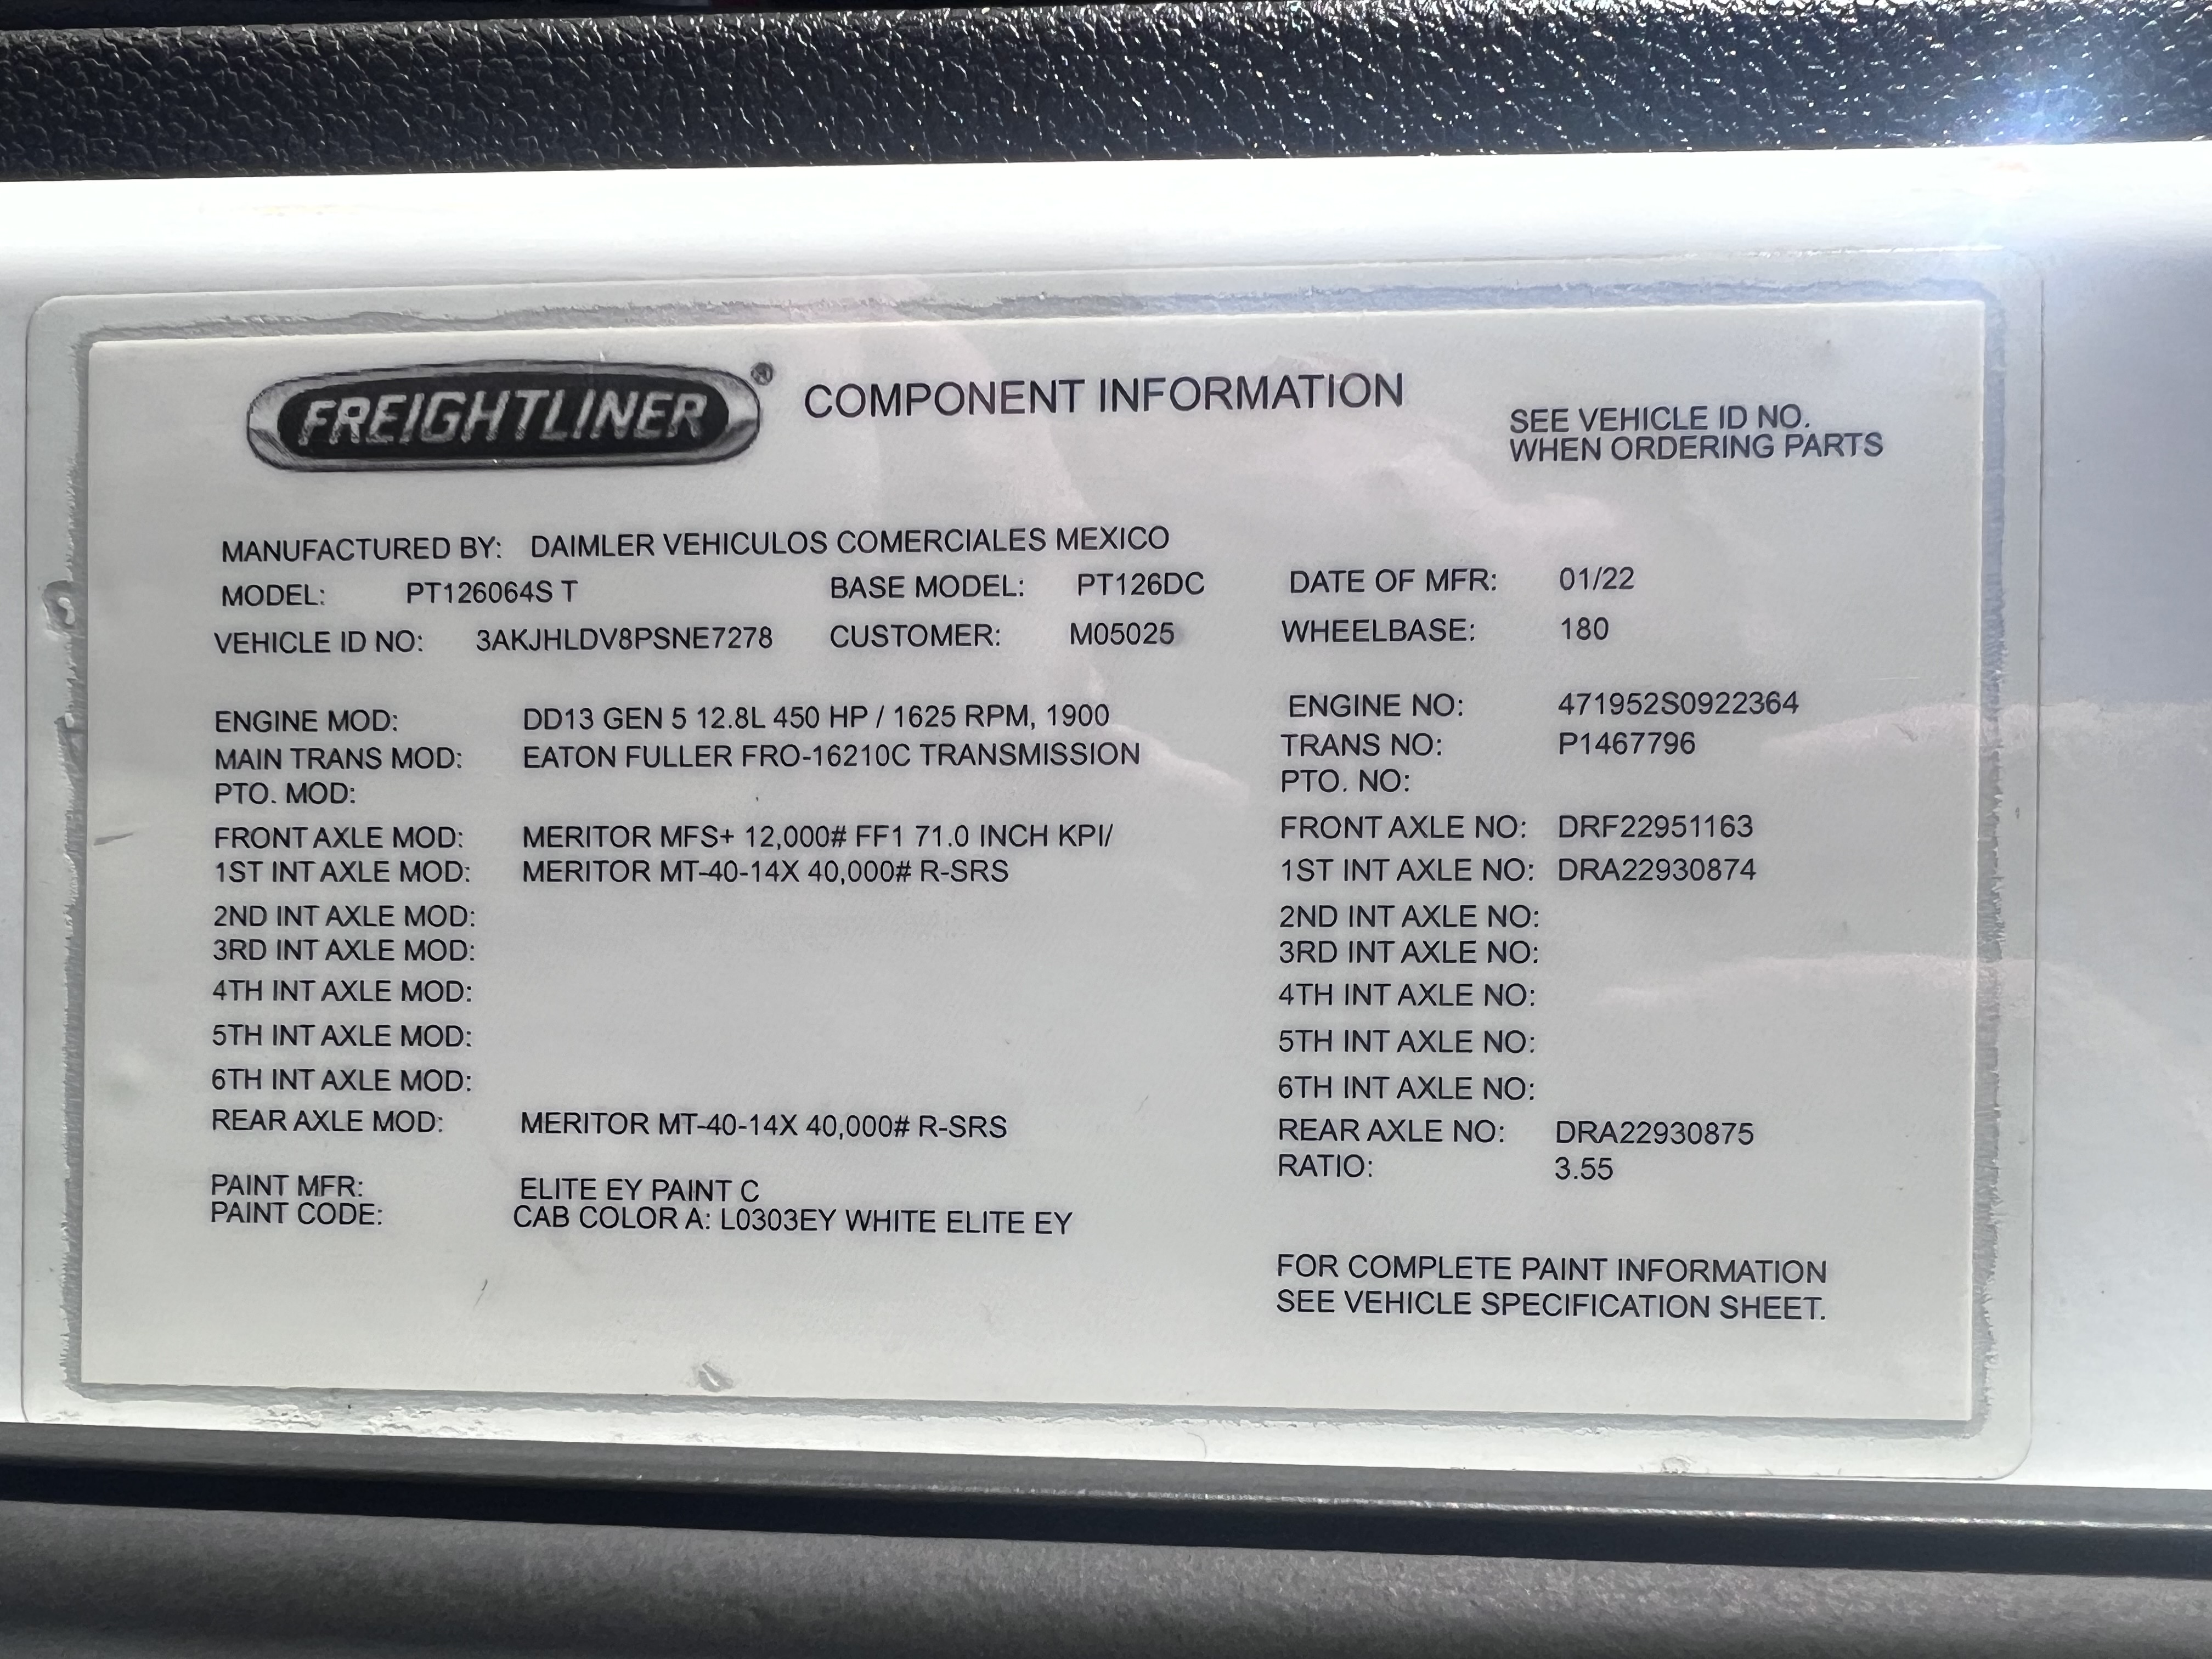 FREIGHTLINER® COMPONENT INFORMATION
SEE VEHICLE ID NO.
WHEN ORDERING PARTS
MANUFACTURED BY: DAIMLER VEHICULOS COMERCIALES MEXICO
MODEL: PT126064S T BASE MODEL: PT126DC DATE OF MFR: 01/22
VEHICLE ID NO: 3AKJHLDV8PSNE7278 CUSTOMER: M05025 WHEELBASE: 180
ENGINE MOD: DD13 GEN 5 12.8L 450 HP / 1625 RPM, 1900 ENGINE NO: 471952S0922364
MAIN TRANS MOD: EATON FULLER FRO-16210C TRANSMISSION TRANS NO: P1467796
PTO. MOD: PTO. NO:
FRONT AXLE MOD: MERITOR MFS+ 12,000# FF1 71.0 INCH KPI/ FRONT AXLE NO: DRF22951163
1ST INT AXLE MOD: MERITOR MT-40-14X 40,000# R-SRS 1ST INT AXLE NO: DRA22930874
2ND INT AXLE MOD: 2ND INT AXLE NO:
3RD INT AXLE MOD: 3RD INT AXLE NO:
4TH INT AXLE MOD: 4TH INT AXLE NO:
5TH INT AXLE MOD: 5TH INT AXLE NO:
6TH INT AXLE MOD: 6TH INT AXLE NO:
REAR AXLE MOD: MERITOR MT-40-14X 40,000# R-SRS REAR AXLE NO: DRA22930875
RATIO: 3.55
PAINT MFR: ELITE EY PAINT C
PAINT CODE: CAB COLOR A: L0303EY WHITE ELITE EY
FOR COMPLETE PAINT INFORMATION
SEE VEHICLE SPECIFICATION SHEET.